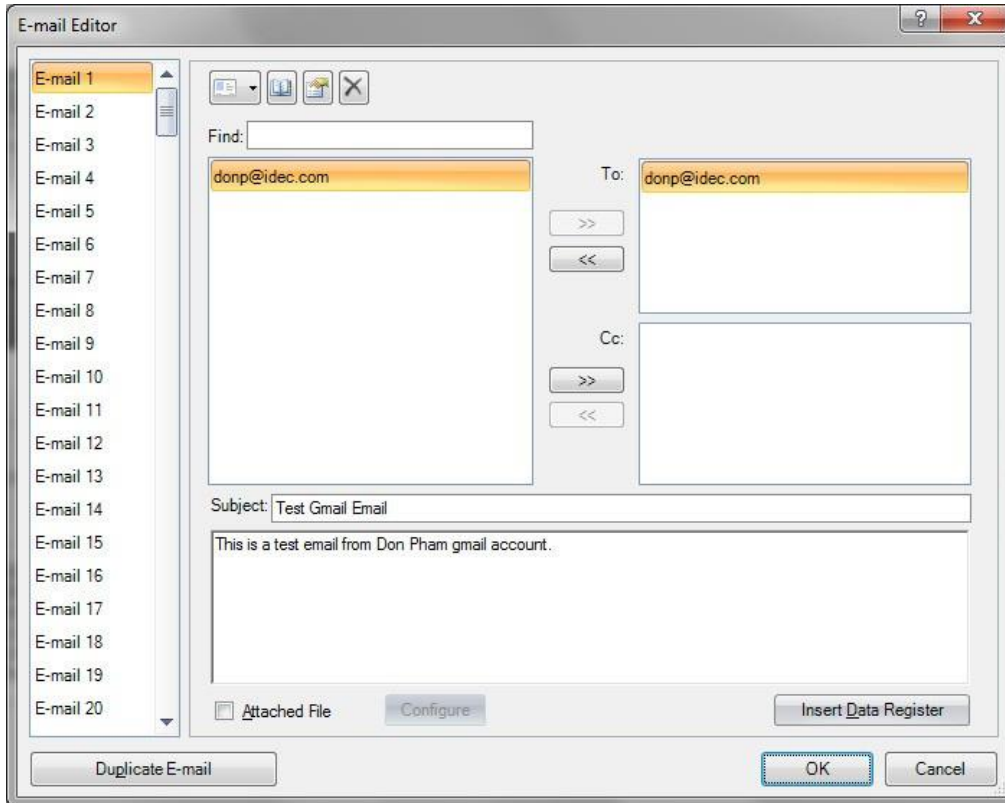 E-mail Editor
E-mail 1
E-mail 2
E-mail 3
E-mail 4
E-mail 5
E-mail 6
E-mail 7
E-mail 8
E-mail 9
E-mail 10
E-mail 11
E-mail 12
E-mail 13
E-mail 14
E-mail 15
E-mail 16
E-mail 17
E-mail 18
E-mail 19
E-mail 20
Find:
donp@idec.com
To:
donp@idec.com
>>
<<
Cc:
>>
<<
Subject: Test Gmail Email
This is a test email from Don Pham gmail account.
Attached File
Configure
Insert Data Register
Duplicate E-mail
OK
Cancel